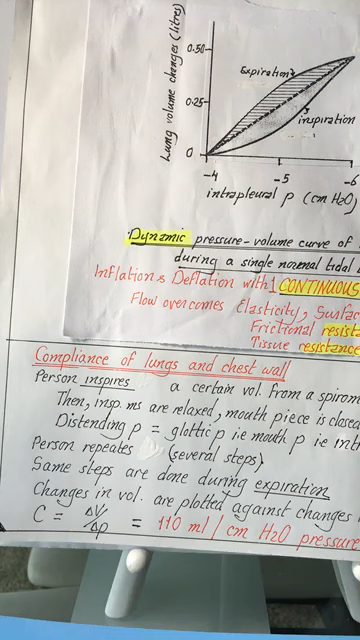 Lung volume changes (litres)
0.50
0.25
0
Expiration
inspiration
-4
-5
-6
intrapleural p (cm H2O)
Dynamic pressure-volume curve of
during a single normal tidal
Inflation & Deflation with 1 CONTINUOUS
Flow overcomes Elasticity, Surfac
Frictional resist
Tissue resistance
Compliance of lungs and chest wall
Person inspires a certain vol. from a spirom
Then, insp. ms are relaxed, mouth piece is closed
Distending p = glottic p ie mouth p ie intr
Person repeats (several steps)
Same steps are done during expiration
Changes in vol. are plotted against changes
C = ΔV/Δp = 110 ml / cm H2O pressure